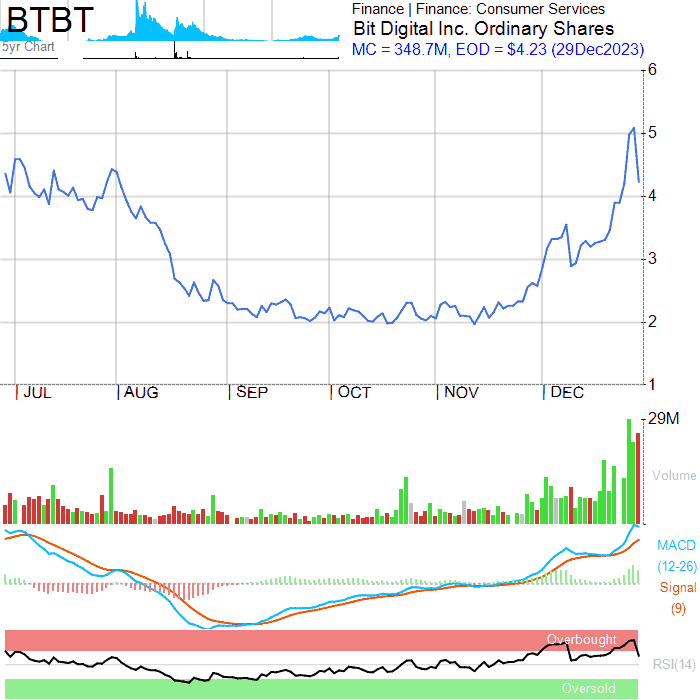 BTBT
5yr Chart
Finance | Finance: Consumer Services
Bit Digital Inc. Ordinary Shares
MC = 348.7M, EOD = $4.23 (29Dec2023)
6
5
4
3
2
1
JUL AUG SEP OCT NOV DEC
29M
Volume
MACD
(12-26)
Signal
(9)
Overbought
RSI(14)
Oversold